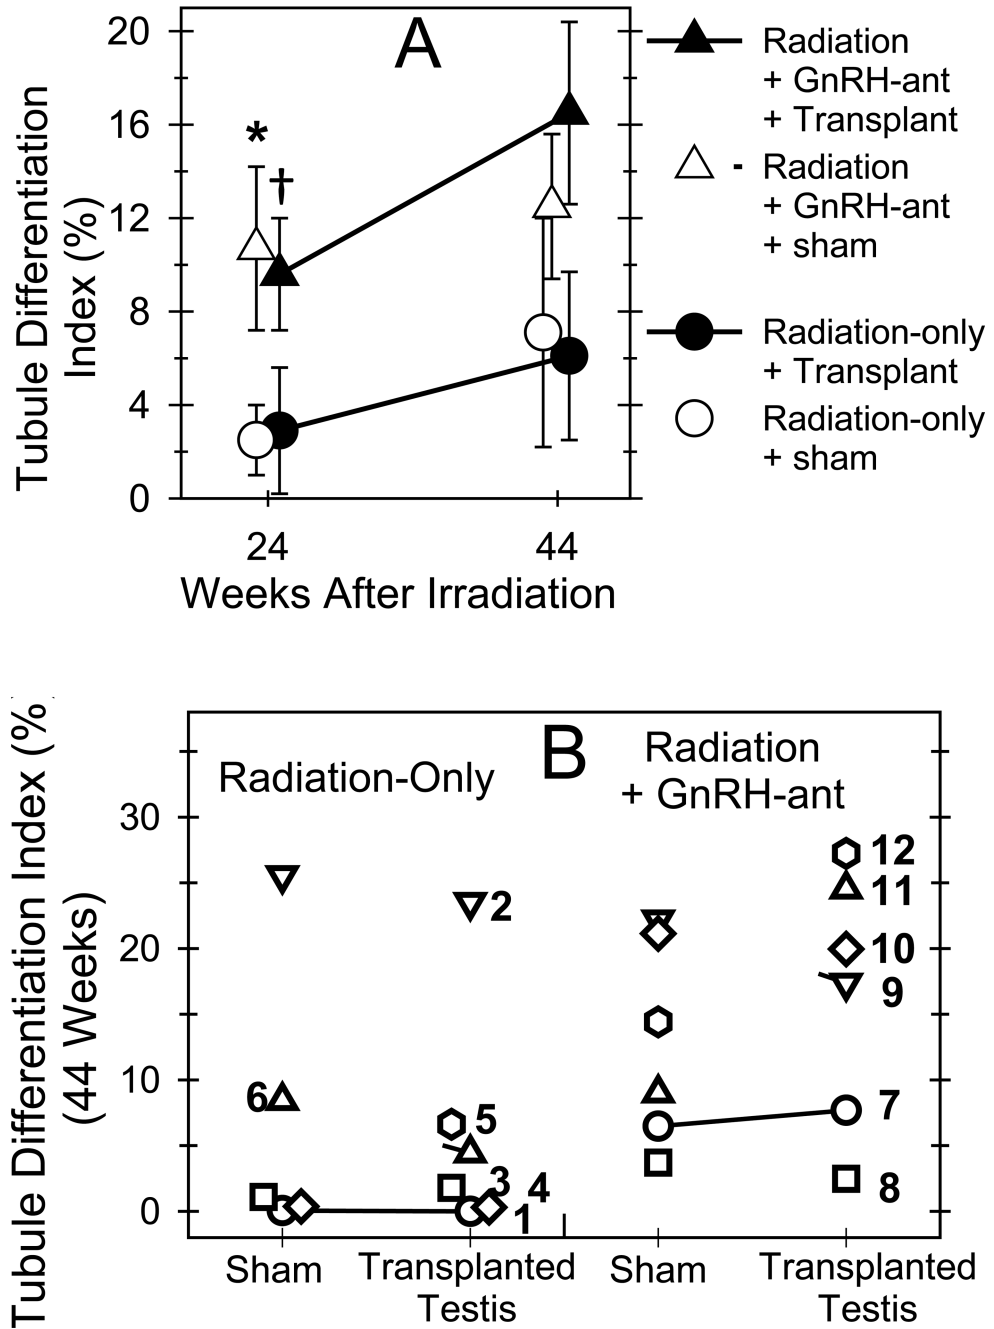 A
Tubule Differentiation
Index (%)
20
16
12
8
4
0
*
†
24
44
Weeks After Irradiation
Radiation
+ GnRH-ant
+ Transplant
- Radiation
+ GnRH-ant
+ sham
Radiation-only
+ Transplant
Radiation-only
+ sham
B
Tubule Differentiation Index (%
(44 Weeks)
Radiation-Only
Radiation
+ GnRH-ant
30
20
10
0
2
6
5
3
4
1
12
11
10
9
7
8
Sham
Transplanted
Testis
Sham
Transplanted
Testis